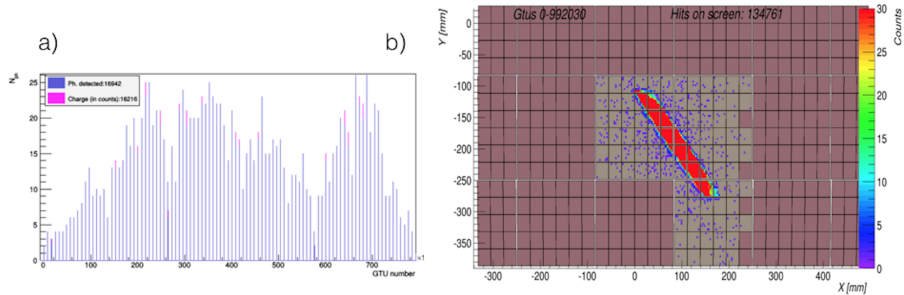 a)
N_ph
Ph. detected:16942
Charge (in counts):16216
25
20
15
10
5
0
0 100 200 300 400 500 600 700
×1
GTU number
b)
Gtus 0-992030 Hits on screen: 134761
Y [mm]
0
-50
-100
-150
-200
-250
-300
-350
-300 -200 -100 0 100 200 300 400
X [mm]
30
25
20
15
10
5
0
Counts